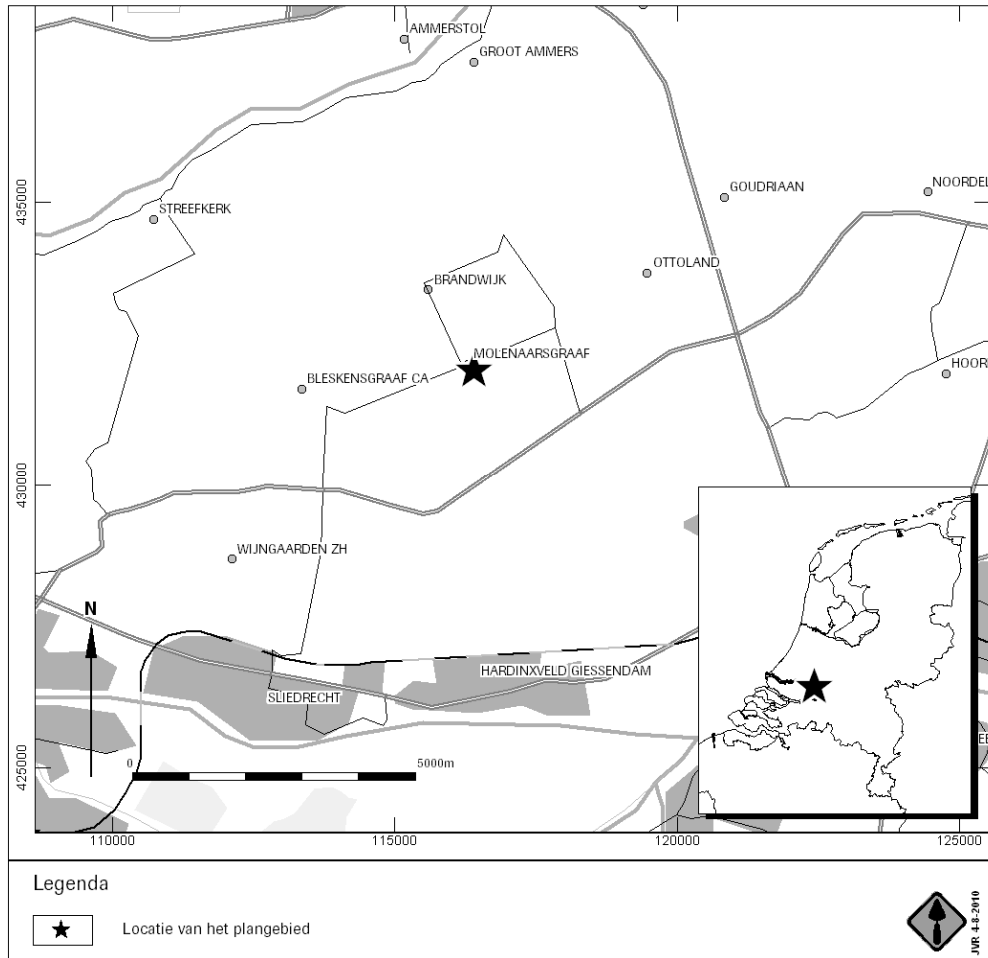 AMMERSTOL
GROOT AMMERS
435000
GOUDRIAAN
NOORDEL
STREEFKERK
OTTOLAND
BRANDWIJK
MOLENAARSGRAAF
BLESKENSGRAAF CA
HOOR
430000
WIJNGAARDEN ZH
N
HARDINXVELD GIESSENDAM
SLIEDRECHT
0 5000m
425000
110000 115000 120000 125000
Legenda
Locatie van het plangebied
JVR 4-8-2010